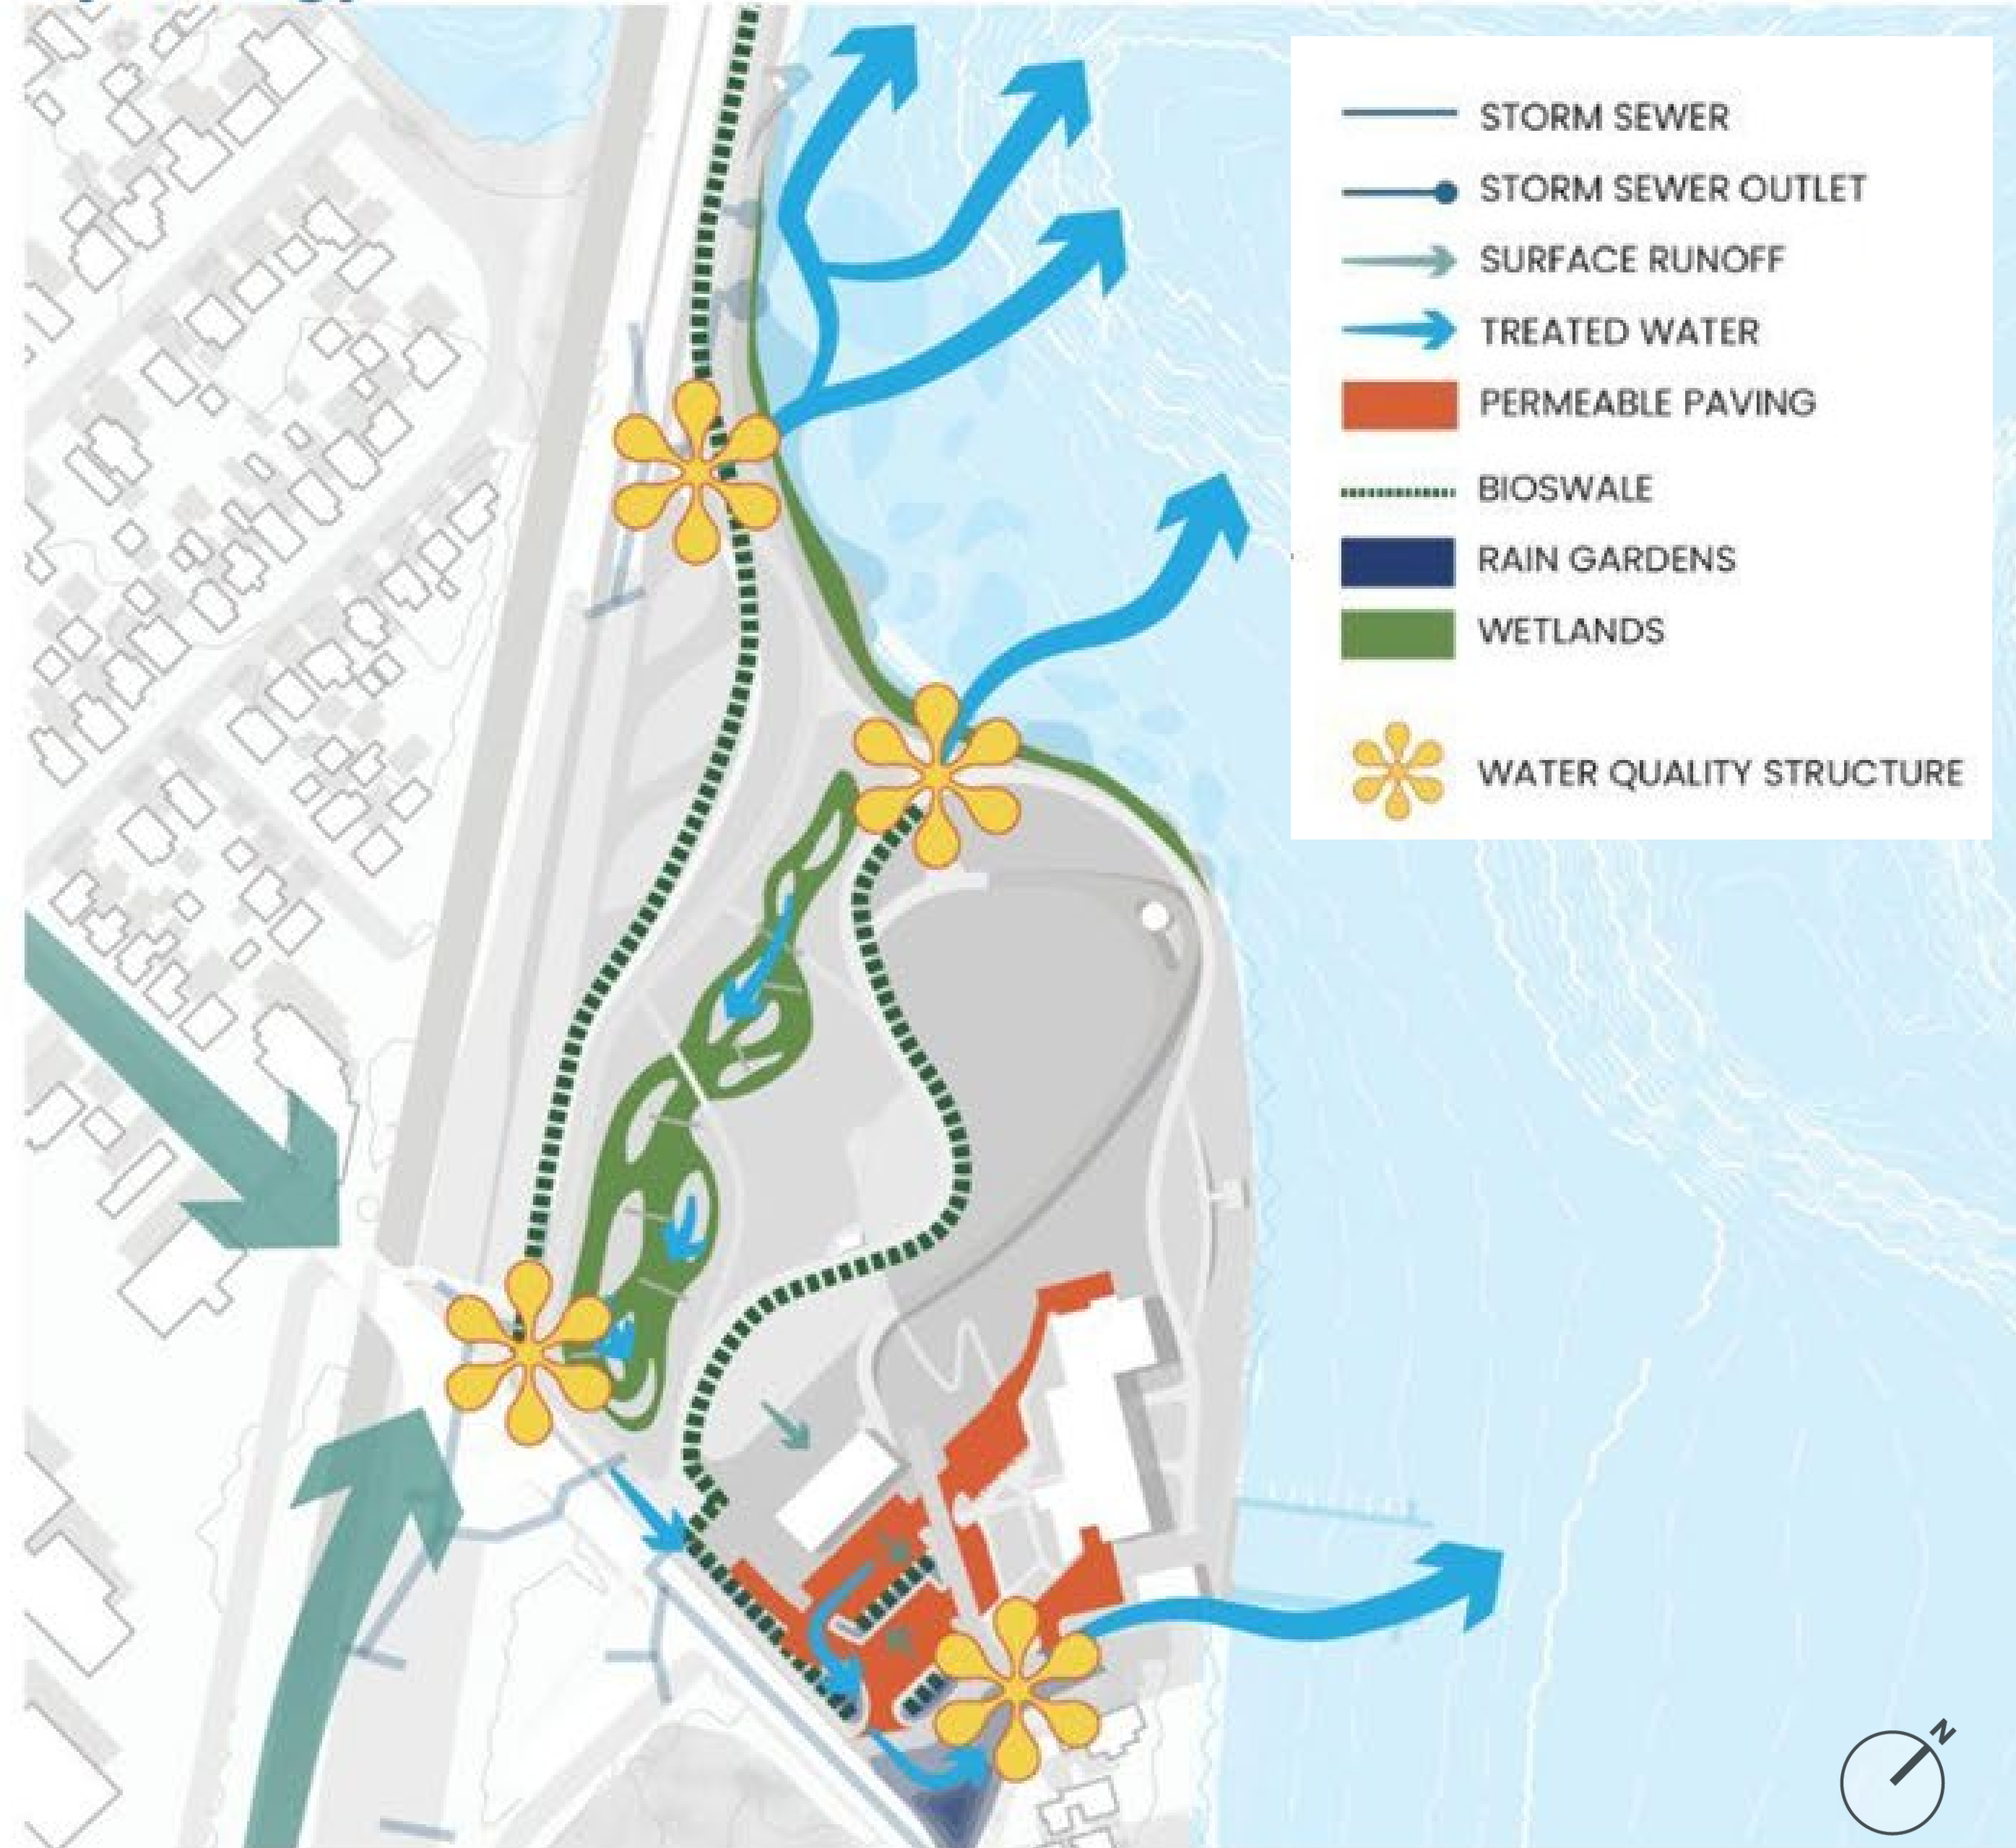 STORM SEWER
STORM SEWER OUTLET
SURFACE RUNOFF
TREATED WATER
PERMEABLE PAVING
BIOSWALE
RAIN GARDENS
WETLANDS
WATER QUALITY STRUCTURE
N